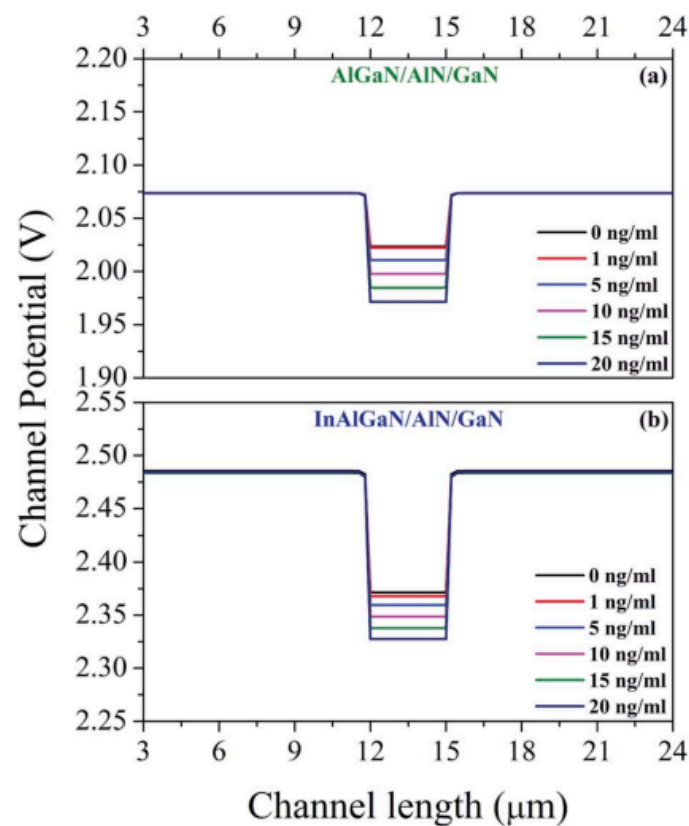 3 6 9 12 15 18 21 24
AlGaN/AlN/GaN (a)
2.20
2.15
2.10
2.05
2.00
1.95
1.90
0 ng/ml
1 ng/ml
5 ng/ml
10 ng/ml
15 ng/ml
20 ng/ml
Channel Potential (V)
InAlGaN/AlN/GaN (b)
2.55
2.50
2.45
2.40
2.35
2.30
2.25
0 ng/ml
1 ng/ml
5 ng/ml
10 ng/ml
15 ng/ml
20 ng/ml
3 6 9 12 15 18 21 24
Channel length (μm)